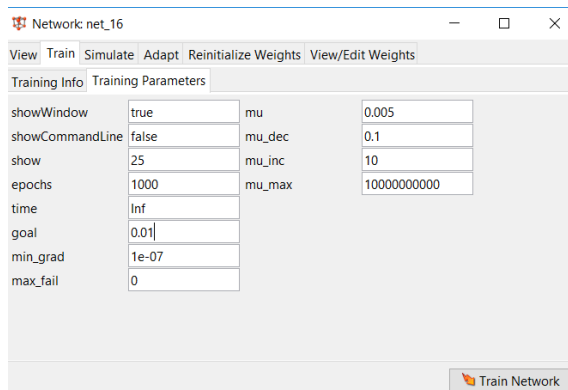 Network: net_16
View Train Simulate Adapt Reinitialize Weights View/Edit Weights
Training Info Training Parameters
showWindow true mu 0.005
showCommandLine false mu_dec 0.1
show 25 mu_inc 10
epochs 1000 mu_max 10000000000
time Inf
goal 0.01
min_grad 1e-07
max_fail 0
Train Network